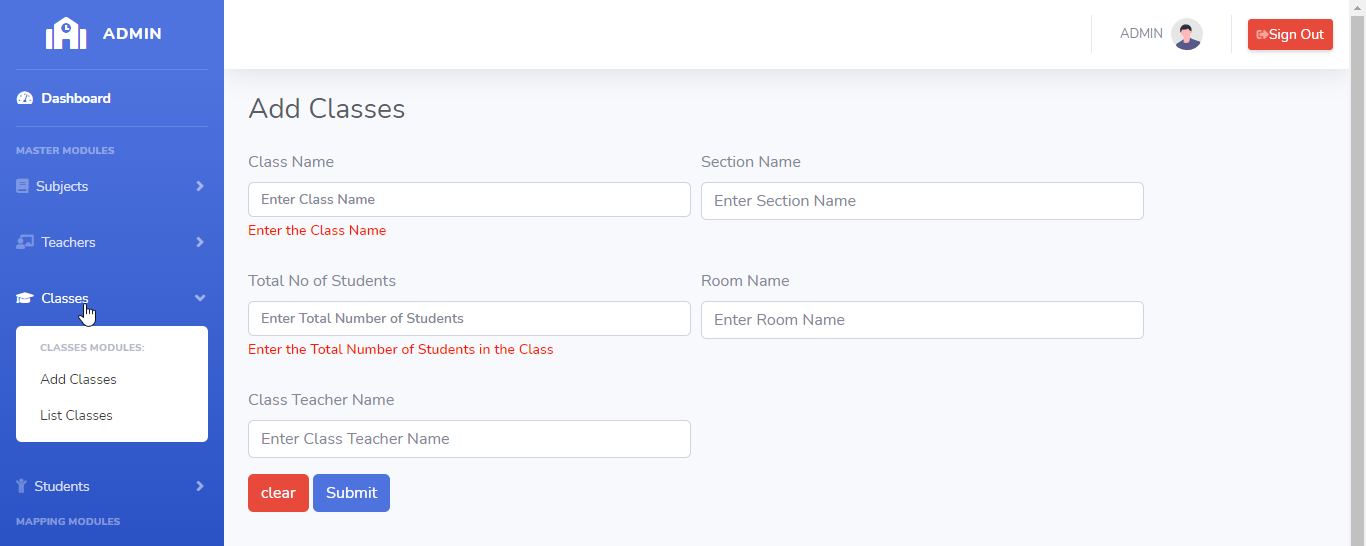 ADMIN
Dashboard
MASTER MODULES
Subjects
Teachers
Classes
CLASSES MODULES:
Add Classes
List Classes
Students
MAPPING MODULES
ADMIN
Sign Out
Add Classes
Class Name
Section Name
Enter Class Name
Enter Section Name
Enter the Class Name
Total No of Students
Room Name
Enter Total Number of Students
Enter Room Name
Enter the Total Number of Students in the Class
Class Teacher Name
Enter Class Teacher Name
clear
Submit